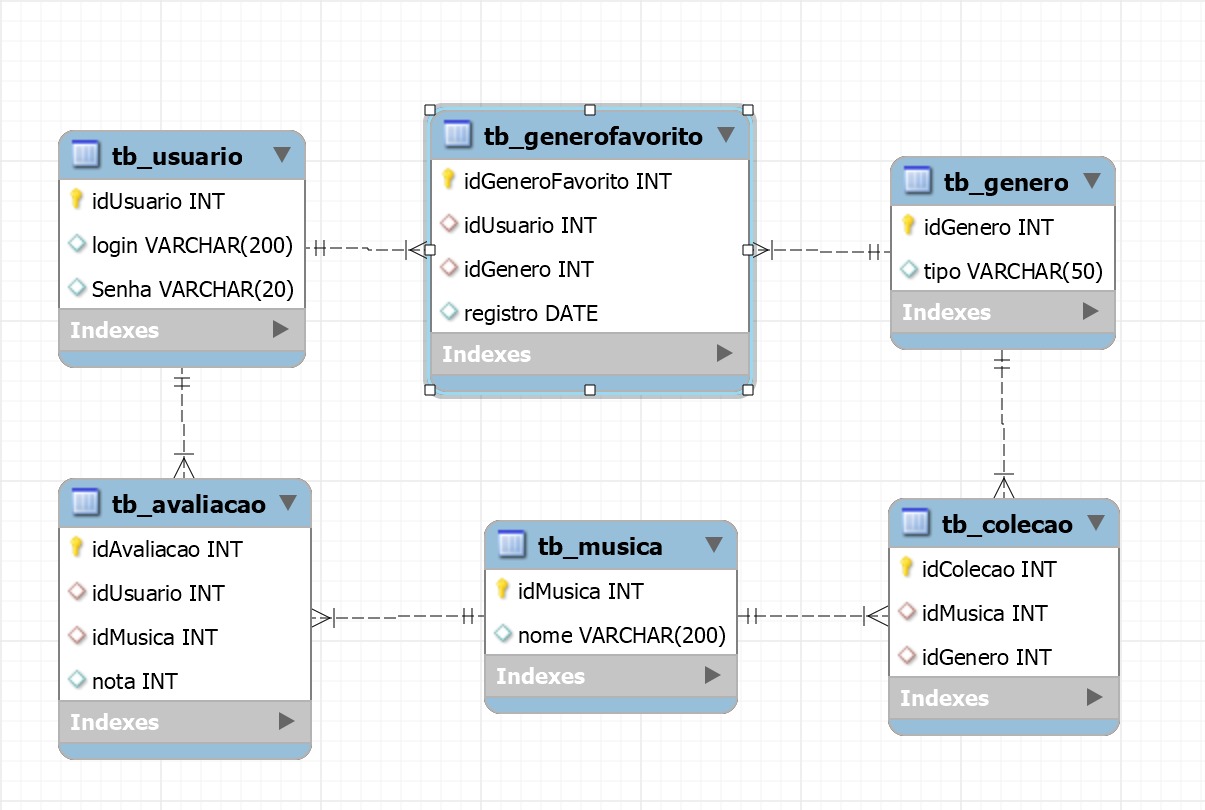 tb_usuario
idUsuario INT
login VARCHAR(200)
Senha VARCHAR(20)
Indexes
tb_generofavorito
idGeneroFavorito INT
idUsuario INT
idGenero INT
registro DATE
Indexes
tb_genero
idGenero INT
tipo VARCHAR(50)
Indexes
tb_avaliacao
idAvaliacao INT
idUsuario INT
idMusica INT
nota INT
Indexes
tb_musica
idMusica INT
nome VARCHAR(200)
Indexes
tb_colecao
idColecao INT
idMusica INT
idGenero INT
Indexes